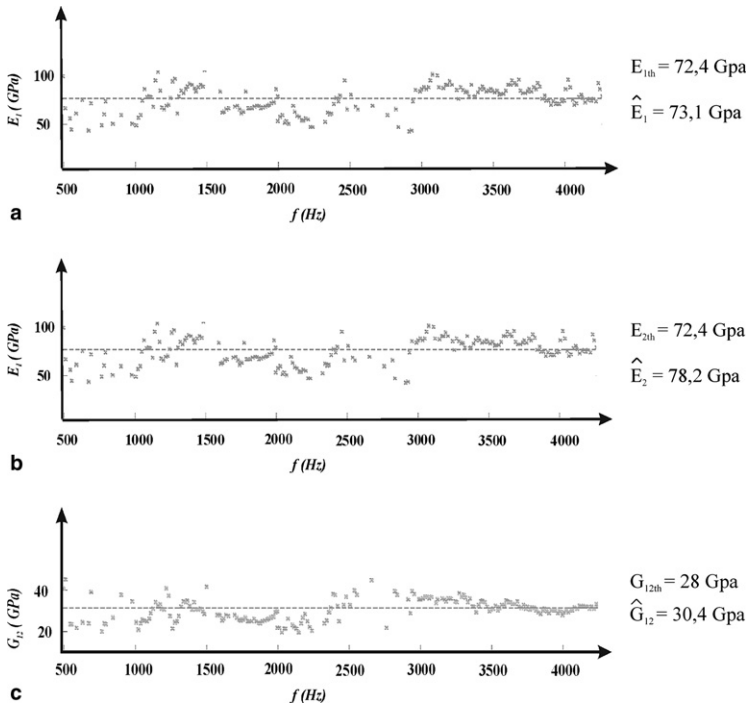 100
E₁ ( GPa)
50
500 1000 1500 2000 2500 3000 3500 4000
f (Hz)
a
E₁ₜₕ = 72,4 Gpa
Ê₁ = 73,1 Gpa
100
E₁ ( GPa)
50
500 1000 1500 2000 2500 3000 3500 4000
f (Hz)
b
E₂ₜₕ = 72,4 Gpa
Ê₂ = 78,2 Gpa
40
G₁₂ ( GPa)
20
500 1000 1500 2000 2500 3000 3500 4000
f (Hz)
c
G₁₂ₜₕ = 28 Gpa
Ĝ₁₂ = 30,4 Gpa